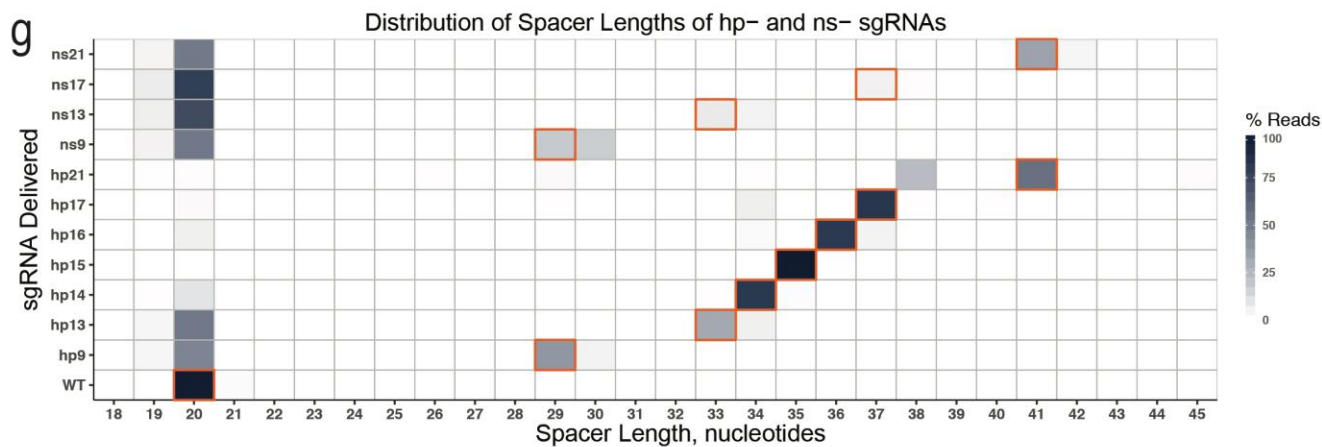 g
Distribution of Spacer Lengths of hp− and ns− sgRNAs
sgRNA Delivered
ns21
ns17
ns13
ns9
hp21
hp17
hp16
hp15
hp14
hp13
hp9
WT
18 19 20 21 22 23 24 25 26 27 28 29 30 31 32 33 34 35 36 37 38 39 40 41 42 43 44 45
Spacer Length, nucleotides
% Reads
100
75
50
25
0